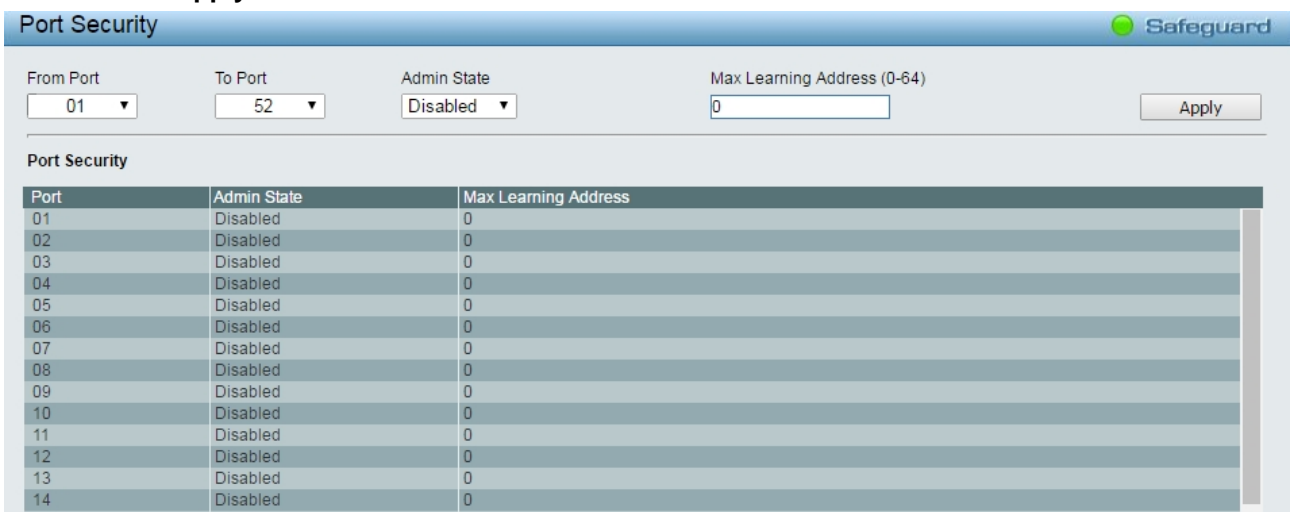 Port Security Safeguard
From Port To Port Admin State Max Learning Address (0-64)
01 52 Disabled 0 Apply
Port Security
Port Admin State Max Learning Address
01 Disabled 0
02 Disabled 0
03 Disabled 0
04 Disabled 0
05 Disabled 0
06 Disabled 0
07 Disabled 0
08 Disabled 0
09 Disabled 0
10 Disabled 0
11 Disabled 0
12 Disabled 0
13 Disabled 0
14 Disabled 0